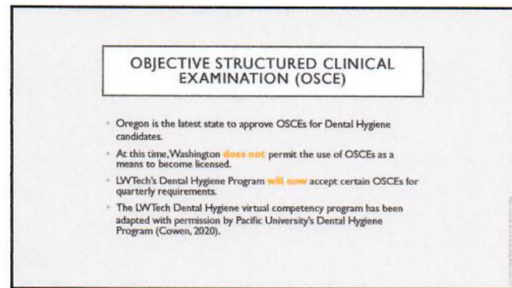 OBJECTIVE STRUCTURED CLINICAL
EXAMINATION (OSCE)
Oregon is the latest state to approve OSCEs for Dental Hygiene
candidates.
At this time, Washington does not permit the use of OSCEs as a
means to become licensed.
LWTech's Dental Hygiene Program will now accept certain OSCEs for
quarterly requirements.
The LWTech Dental Hygiene virtual competency program has been
adapted with permission by Pacific University's Dental Hygiene
Program (Cowen, 2020).